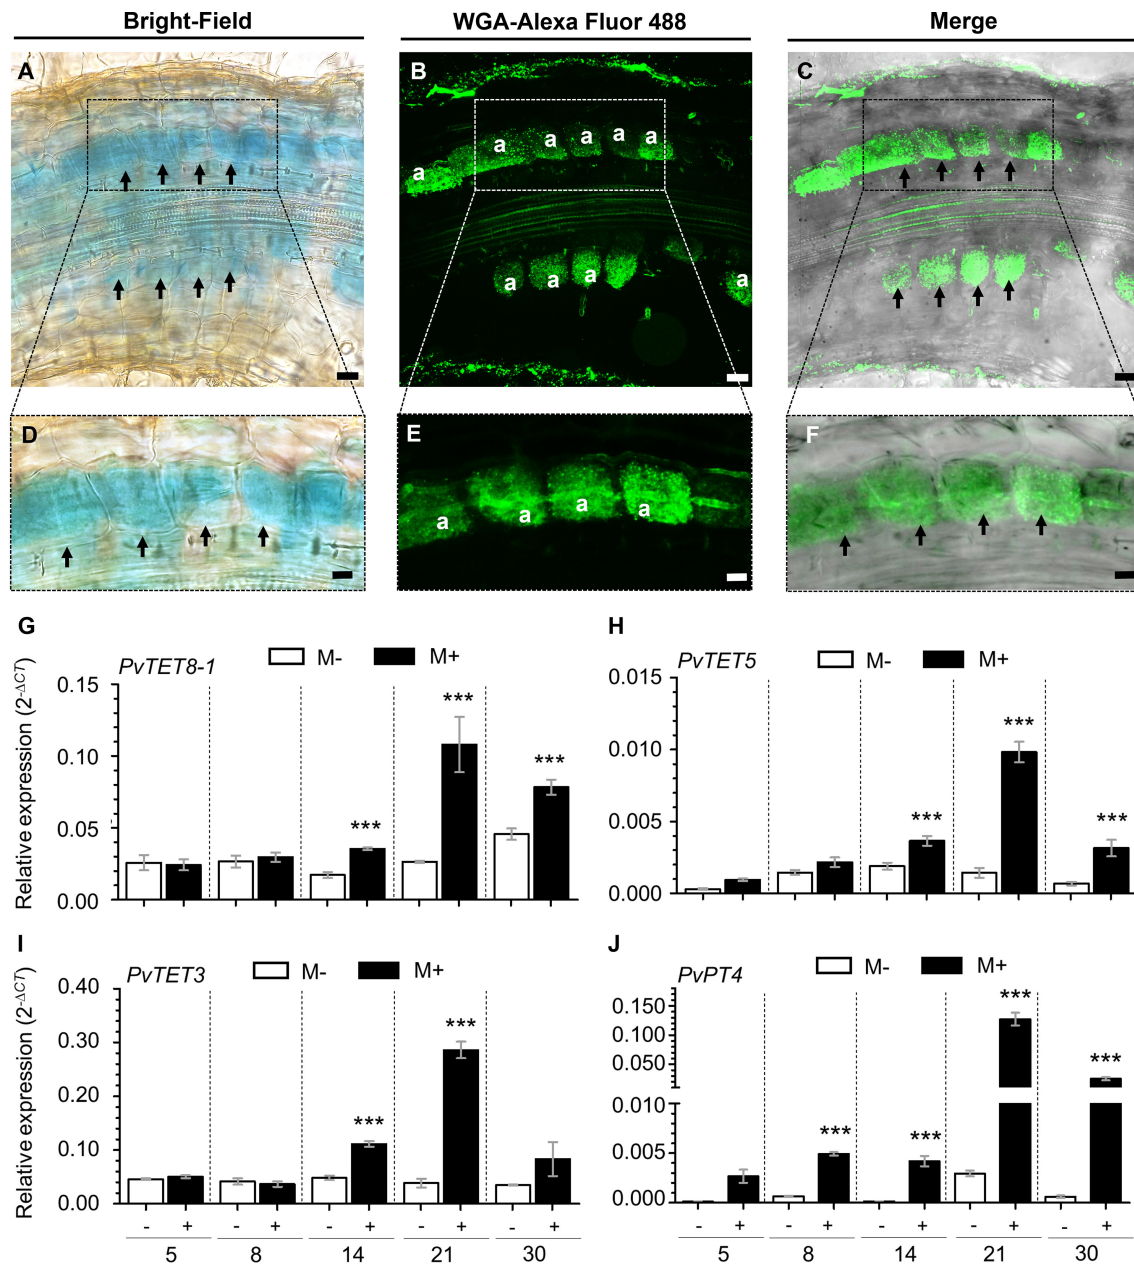 Bright-Field WGA-Alexa Fluor 488 Merge
A B C
a a a a a a
a a a a
D E F
a a a a
G H
PvTET8-1 M- M+
PvTET5 M- M+
Relative expression (2^-ΔCT)
0.15
0.10
0.05
0.00
*** *** ***
0.015
0.010
0.005
0.000
*** *** ***
I J
PvTET3 M- M+
PvPT4 M- M+
Relative expression (2^-ΔCT)
0.40
0.30
0.20
0.10
0.00
*** ***
0.150
0.100
0.050
0.010
0.005
0.000
*** *** *** ***
- + - + - + - + - +
5 8 14 21 30
- + - + - + - + - +
5 8 14 21 30